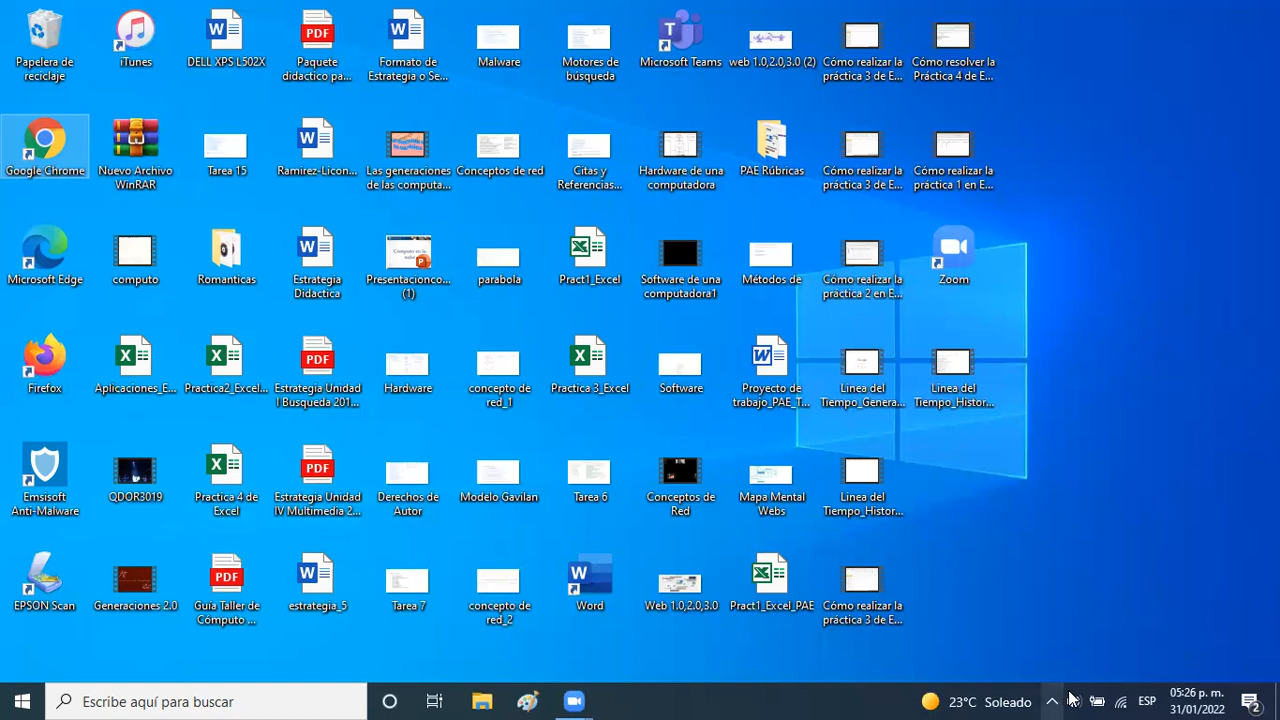 Papelera de
reciclaje
iTunes
DELL XPS L502X
Paquete
didactico pa...
Formato de
Estrategia o Se...
Malware
Motores de
búsqueda
Microsoft Teams
web 1.0,2.0,3.0 (2)
Cómo realizar la
práctica 3 de E...
Cómo resolver la
Práctica 4 de E...
Google Chrome
Nuevo Archivo
WinRAR
Tarea 15
Ramirez-Licon...
Las generaciones
de las computa...
Conceptos de red
Citas y
Referencias...
Hardware de una
computadora
PAE Rúbricas
Cómo realizar la
práctica 3 de E...
Cómo realizar la
práctica 1 en E...
Microsoft Edge
computo
Romanticas
Estrategia
Didactica
Presentacionco...
(1)
parabola
Pract1_Excel
Software de una
computadora1
Métodos de
Cómo realizar la
práctica 2 en E...
Zoom
Firefox
Aplicaciones_E...
Practica2_Excel...
Estrategia Unidad
I Busqueda 201...
Hardware
concepto de
red_1
Practica 3_Excel
Software
Proyecto de
trabajo_PAE_T...
Linea del
Tiempo_Genera...
Linea del
Tiempo_Histor...
Emsisoft
Anti-Malware
QDOR3019
Practica 4 de
Excel
Estrategia Unidad
IV Multimedia 2...
Derechos de
Autor
Modelo Gavilan
Tarea 6
Conceptos de
Red
Mapa Mental
Webs
Linea del
Tiempo_Histor...
EPSON Scan
Generaciones 2.0
Guía Taller de
Cómputo ...
estrategia_5
Tarea 7
concepto de
red_2
Word
Web 1.0,2.0,3.0
Pract1_Excel_PAE
Cómo realizar la
práctica 3 de E...
Escribe aquí para buscar
23°C Soleado
ESP
05:26 p. m.
31/01/2022
2